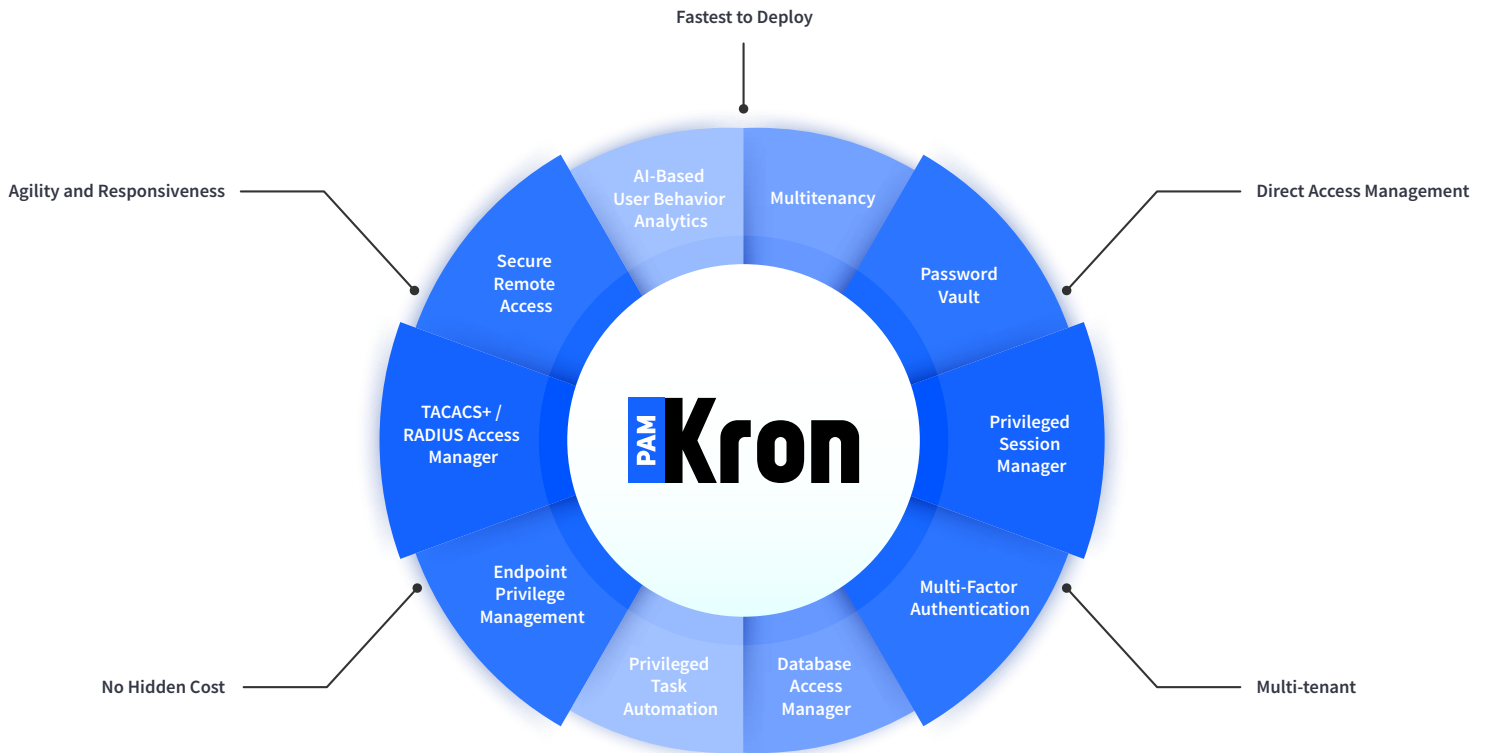 Fastest to Deploy
Agility and Responsiveness
Direct Access Management
AI-Based
User Behavior
Analytics
Multitenancy
Secure
Remote
Access
Password
Vault
TACACS+ /
RADIUS Access
Manager
PAM
Kron
Privileged
Session
Manager
Endpoint
Privilege
Management
Multi-Factor
Authentication
Privileged
Task
Automation
Database
Access
Manager
No Hidden Cost
Multi-tenant